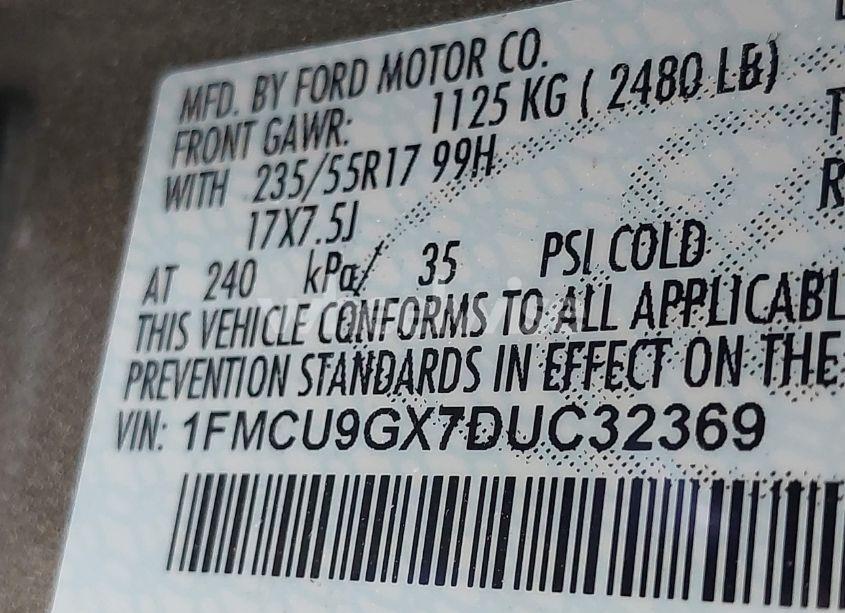 MFD. BY FORD MOTOR CO.
FRONT GAWR: 1125 KG ( 2480 LB)
WITH 235/55R17 99H
17X7.5J
AT 240 kPa/ 35 PSI COLD
THIS VEHICLE CONFORMS TO ALL APPLICABL
PREVENTION STANDARDS IN EFFECT ON THE
VIN: 1FMCU9GX7DUC32369
T
R